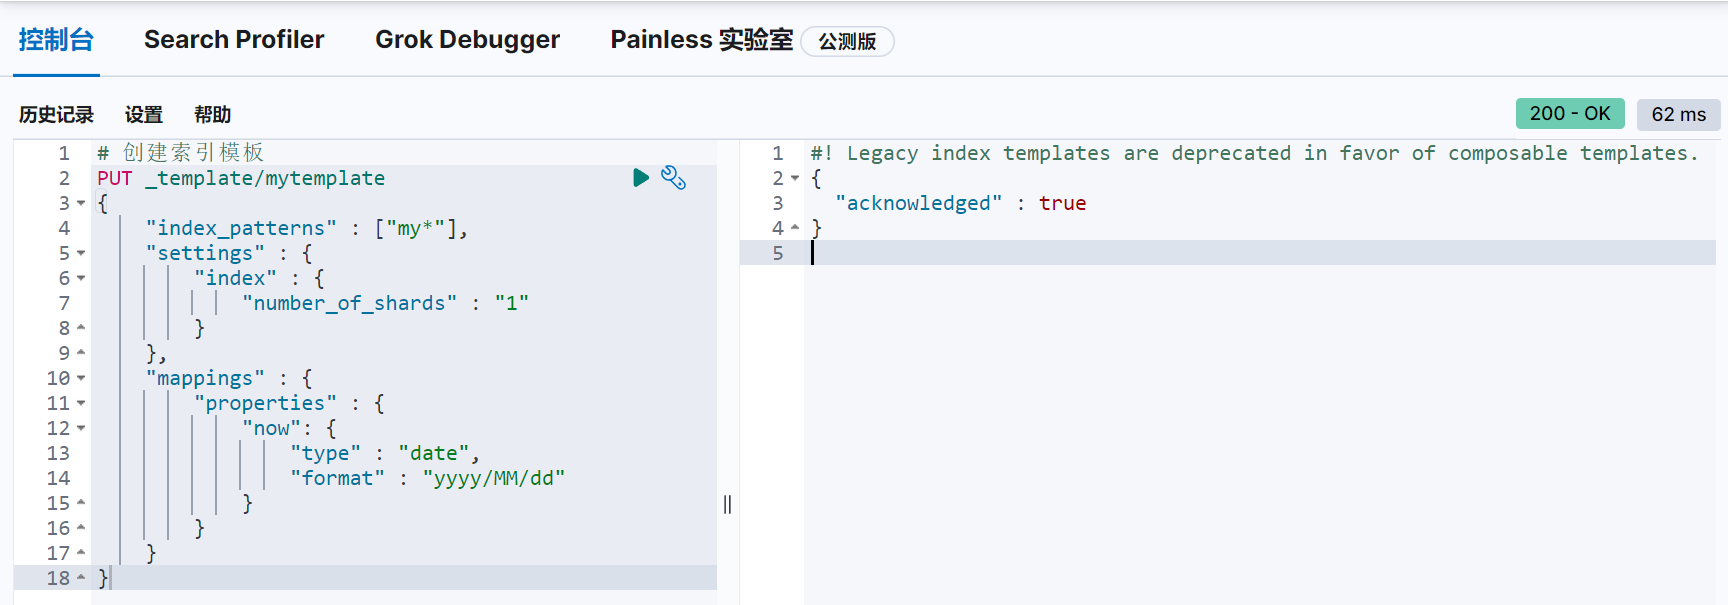 控制台 Search Profiler Grok Debugger Painless 实验室 公测版
历史记录 设置 帮助 200 - OK 62 ms
1 # 创建索引模板
2 PUT _template/mytemplate
3 {
4 "index_patterns" : ["my*"],
5 "settings" : {
6 "index" : {
7 "number_of_shards" : "1"
8 }
9 },
10 "mappings" : {
11 "properties" : {
12 "now": {
13 "type" : "date",
14 "format" : "yyyy/MM/dd"
15 }
16 }
17 }
18 }
1 #! Legacy index templates are deprecated in favor of composable templates.
2 {
3 "acknowledged" : true
4 }
5